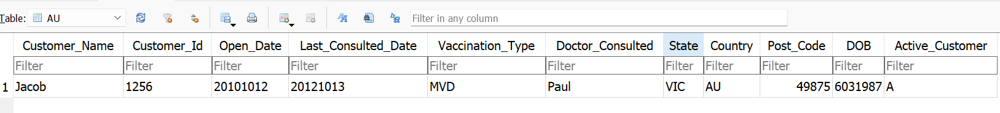 Table: AU Filter in any column
Customer_Name Customer_Id Open_Date Last_Consulted_Date Vaccination_Type Doctor_Consulted State Country Post_Code DOB Active_Customer
Filter Filter Filter Filter Filter Filter Filter Filter Filter Filter Filter
1 Jacob 1256 20101012 20121013 MVD Paul VIC AU 49875 6031987 A